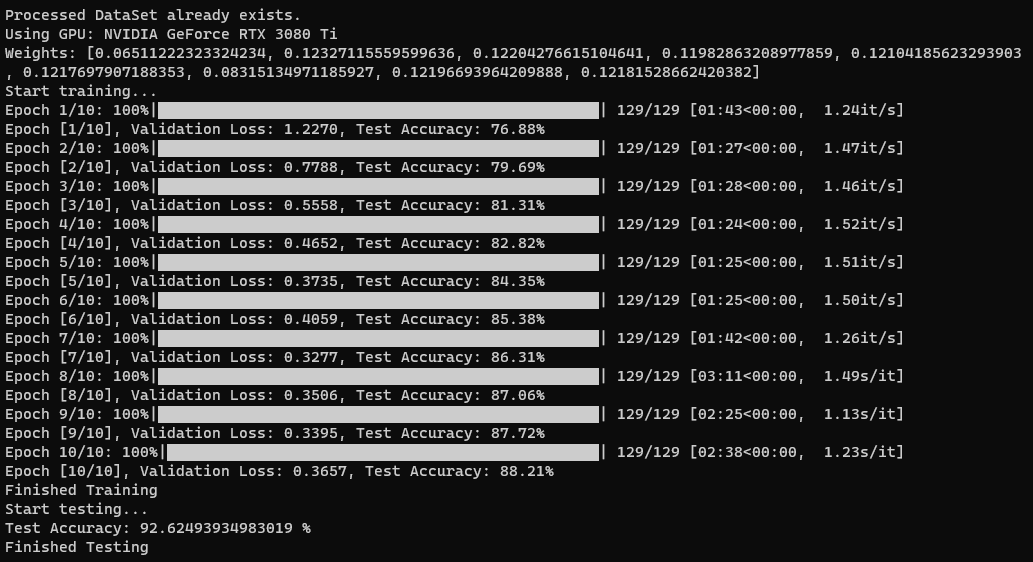 Processed DataSet already exists.
Using GPU: NVIDIA GeForce RTX 3080 Ti
Weights: [0.06511222323324234, 0.12327115559599636, 0.12204276615104641, 0.11982863208977859, 0.12104185623293903
, 0.1217697907188353, 0.08315134971185927, 0.12196693964209888, 0.12181528662420382]
Start training...
Epoch 1/10: 100%| | 129/129 [01:43<00:00, 1.24it/s]
Epoch [1/10], Validation Loss: 1.2270, Test Accuracy: 76.88%
Epoch 2/10: 100%| | 129/129 [01:27<00:00, 1.47it/s]
Epoch [2/10], Validation Loss: 0.7788, Test Accuracy: 79.69%
Epoch 3/10: 100%| | 129/129 [01:28<00:00, 1.46it/s]
Epoch [3/10], Validation Loss: 0.5558, Test Accuracy: 81.31%
Epoch 4/10: 100%| | 129/129 [01:24<00:00, 1.52it/s]
Epoch [4/10], Validation Loss: 0.4652, Test Accuracy: 82.82%
Epoch 5/10: 100%| | 129/129 [01:25<00:00, 1.51it/s]
Epoch [5/10], Validation Loss: 0.3735, Test Accuracy: 84.35%
Epoch 6/10: 100%| | 129/129 [01:25<00:00, 1.50it/s]
Epoch [6/10], Validation Loss: 0.4059, Test Accuracy: 85.38%
Epoch 7/10: 100%| | 129/129 [01:42<00:00, 1.26it/s]
Epoch [7/10], Validation Loss: 0.3277, Test Accuracy: 86.31%
Epoch 8/10: 100%| | 129/129 [03:11<00:00, 1.49s/it]
Epoch [8/10], Validation Loss: 0.3506, Test Accuracy: 87.06%
Epoch 9/10: 100%| | 129/129 [02:25<00:00, 1.13s/it]
Epoch [9/10], Validation Loss: 0.3395, Test Accuracy: 87.72%
Epoch 10/10: 100%| | 129/129 [02:38<00:00, 1.23s/it]
Epoch [10/10], Validation Loss: 0.3657, Test Accuracy: 88.21%
Finished Training
Start testing...
Test Accuracy: 92.62493934983019 %
Finished Testing